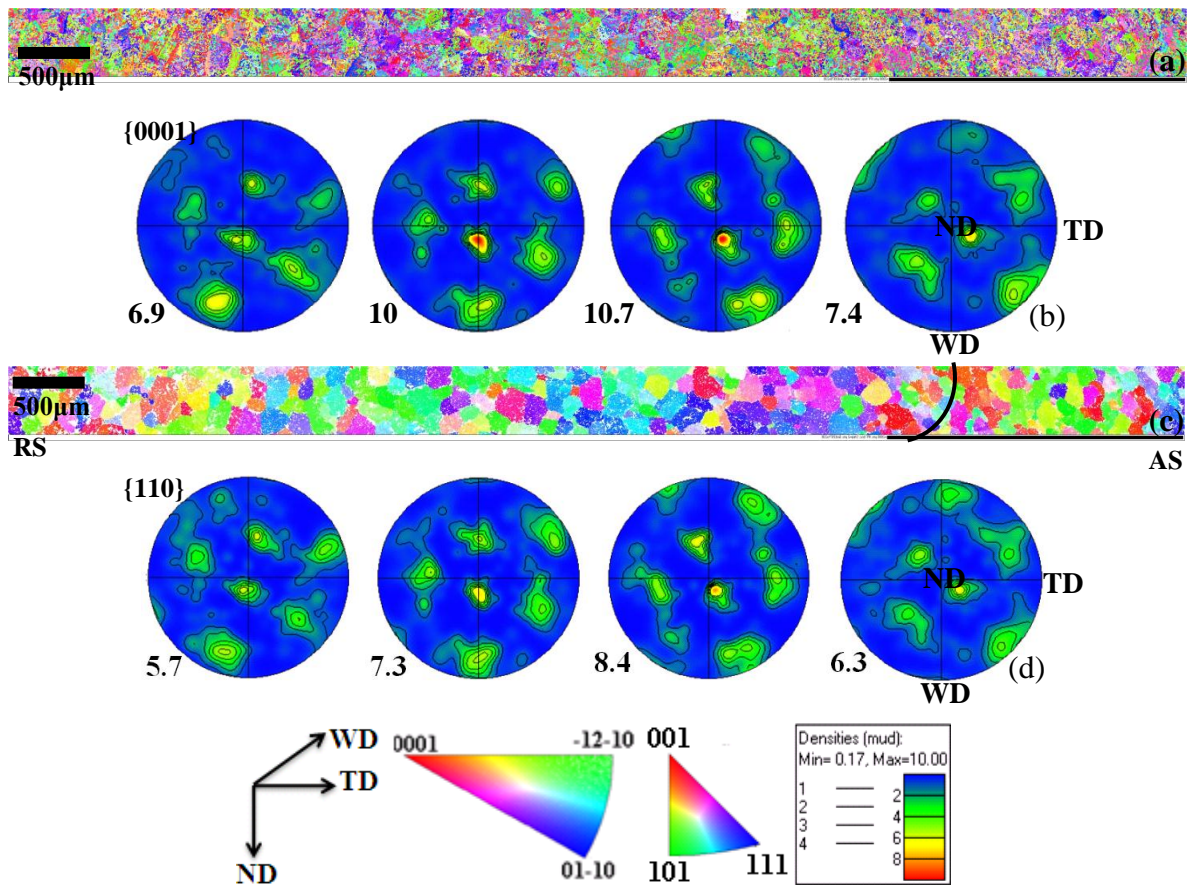 (a)
500µm
{0001}
ND
TD
6.9
10
10.7
7.4
(b)
WD
500µm
(c)
RS
AS
{110}
ND
TD
5.7
7.3
8.4
6.3
(d)
WD
WD
TD
ND
0001
-12-10
01-10
001
101
111
Densities (mud):
Min= 0.17, Max=10.00
1
2
3
4
2
4
6
8